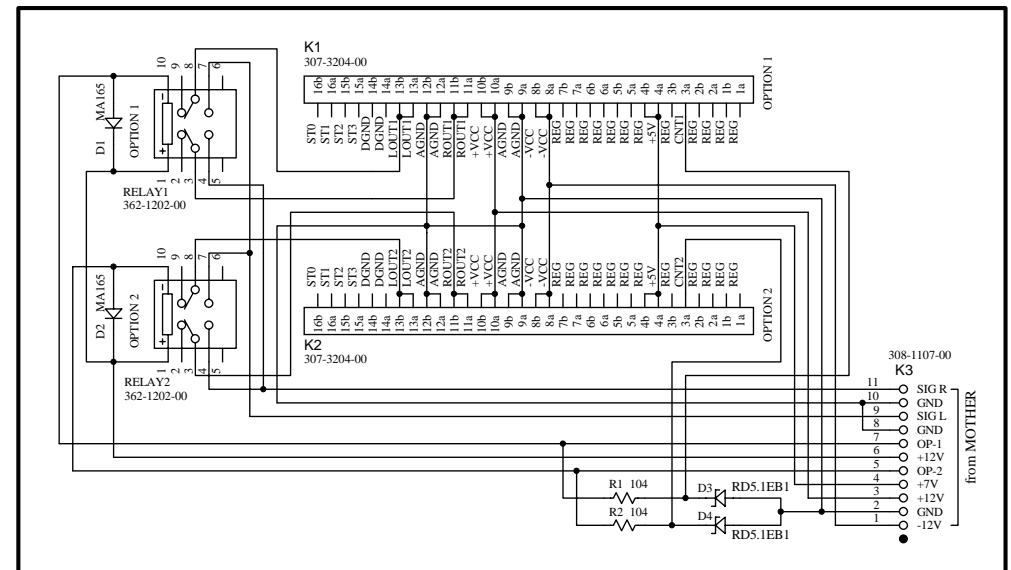 K1
307-3204-00
16b 16a 15b 15a 14b 14a 13b 13a 12b 12a 11b 11a 10b 10a 9b 9a 8b 8a 7b 7a 6b 6a 5b 5a 4b 4a 3b 3a 2b 2a 1b 1a
OPTION 1
ST0 ST1 ST2 ST3 DGND DGND LOUT1 LOUT1 AGND AGND ROUT1 ROUT1 +VCC +VCC AGND AGND -VCC -VCC REG REG REG REG REG REG +5V REG CNT1 REG REG REG REG
10 9 8 7 6
MA165
D1
OPTION 1
-
+
1 2 3 4 5
RELAY1
362-1202-00
10 9 8 7 6
MA165
D2
OPTION 2
-
+
1 2 3 4 5
RELAY2
362-1202-00
ST0 ST1 ST2 ST3 DGND DGND LOUT2 LOUT2 AGND AGND ROUT2 ROUT2 +VCC +VCC AGND AGND -VCC -VCC REG REG REG REG REG REG +5V REG CNT2 REG REG REG REG
16b 16a 15b 15a 14b 14a 13b 13a 12b 12a 11b 11a 10b 10a 9b 9a 8b 8a 7b 7a 6b 6a 5b 5a 4b 4a 3b 3a 2b 2a 1b 1a
OPTION 2
K2
307-3204-00
308-1107-00
K3
11 SIG R
10 GND
9 SIG L
8 GND
7 OP-1
6 +12V
5 OP-2
4 +7V
3 +12V
2 GND
1 -12V
from MOTHER
R1 104
R2 104
D3
RD5.1EB1
D4
RD5.1EB1